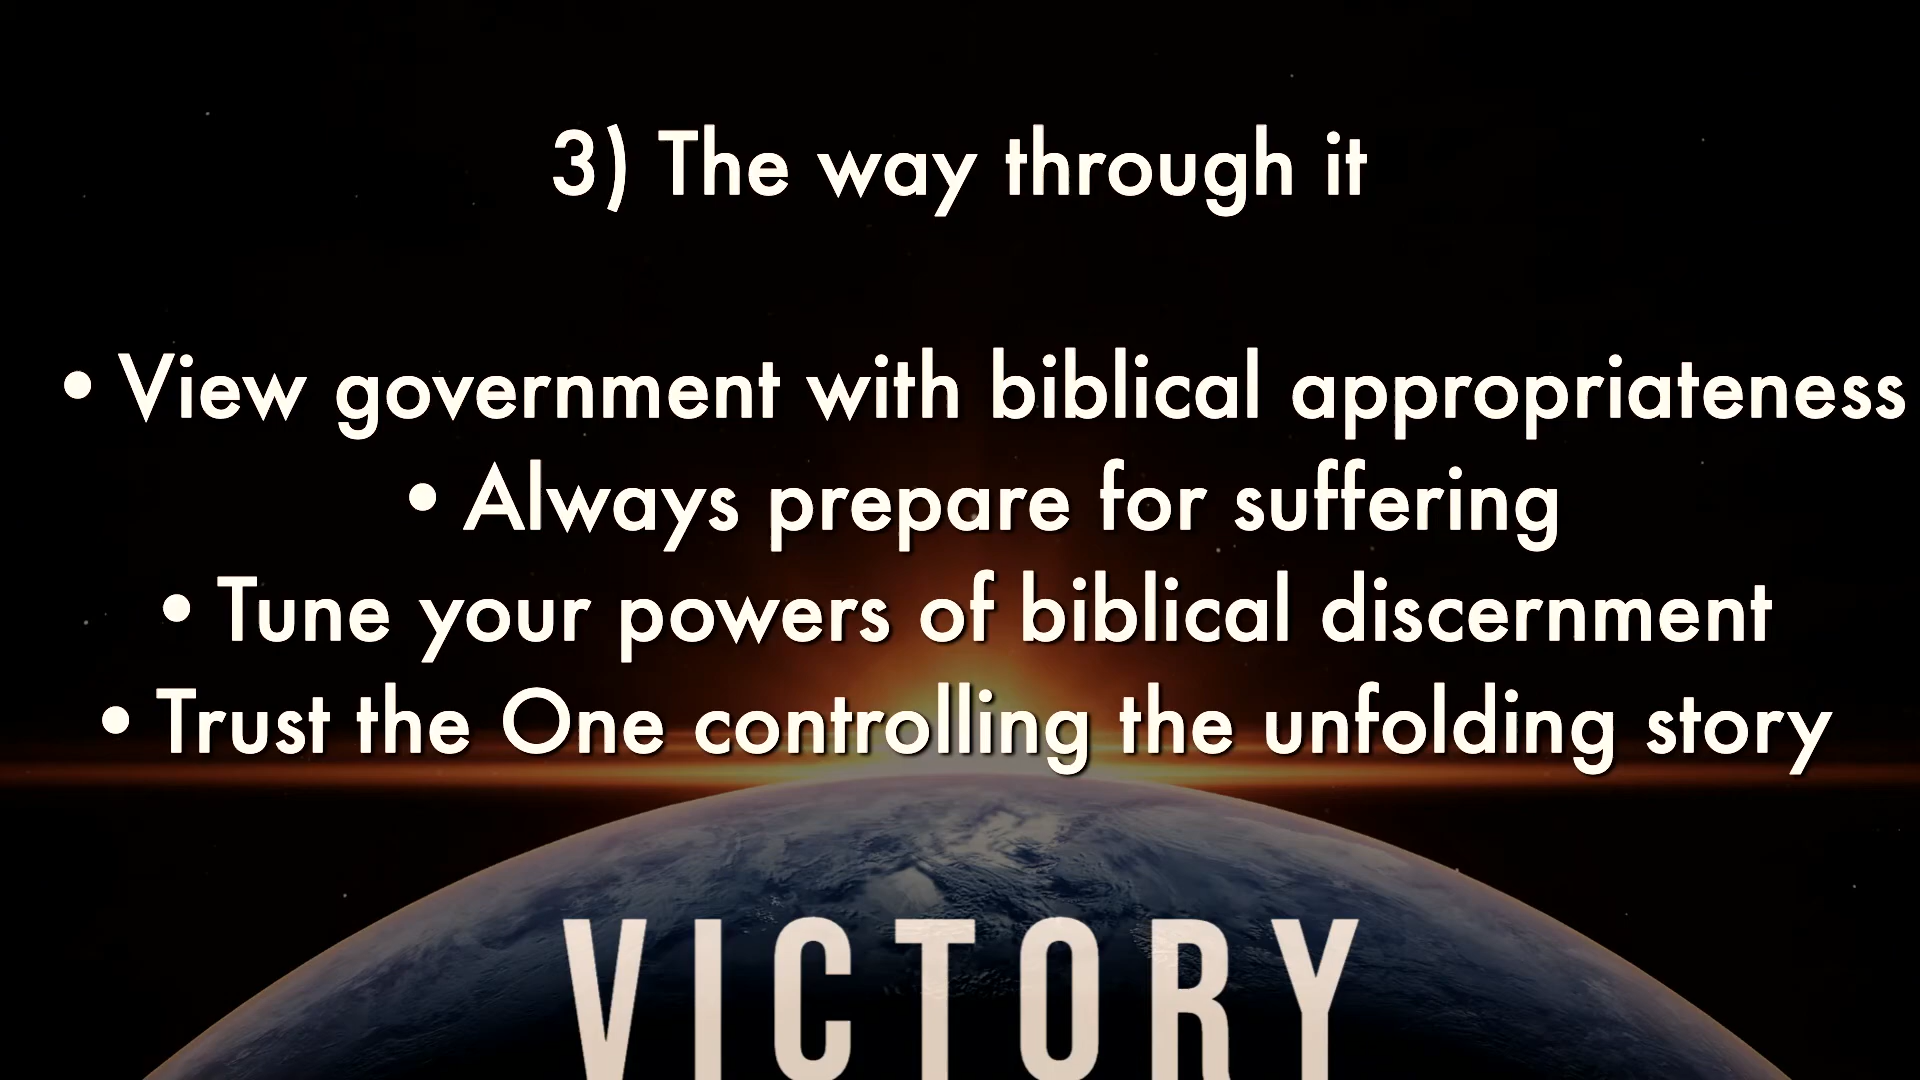 3) The way through it
• View government with biblical appropriateness
• Always prepare for suffering
• Tune your powers of biblical discernment
• Trust the One controlling the unfolding story
VICTORY